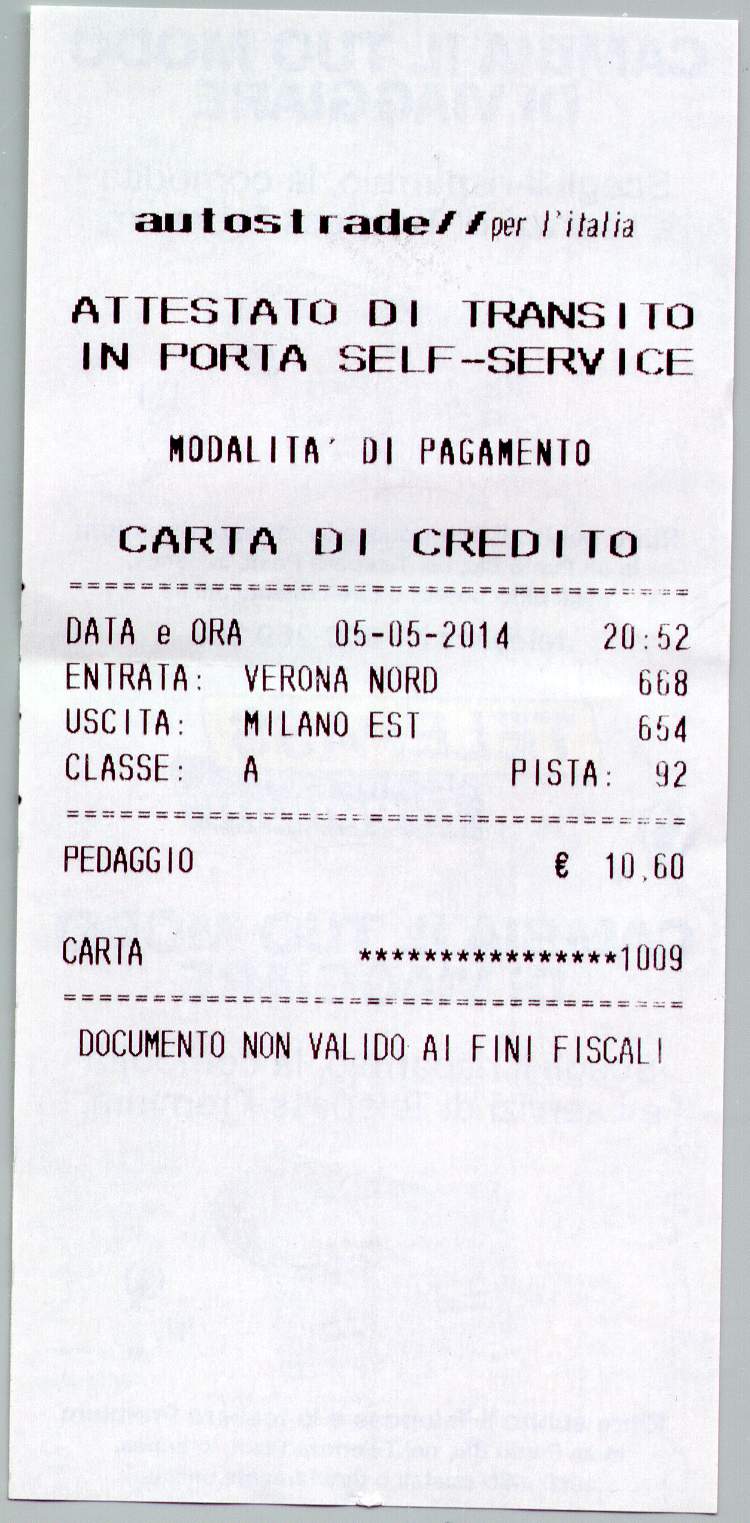 autostrade//per l'italia
ATTESTATO DI TRANSITO
IN PORTA SELF-SERVICE
MODALITA' DI PAGAMENTO
CARTA DI CREDITO
====================================
DATA e ORA 05-05-2014 20:52
ENTRATA: VERONA NORD 668
USCITA: MILANO EST 654
CLASSE: A PISTA: 92
====================================
PEDAGGIO € 10,60
CARTA ****************1009
====================================
DOCUMENTO NON VALIDO AI FINI FISCALI